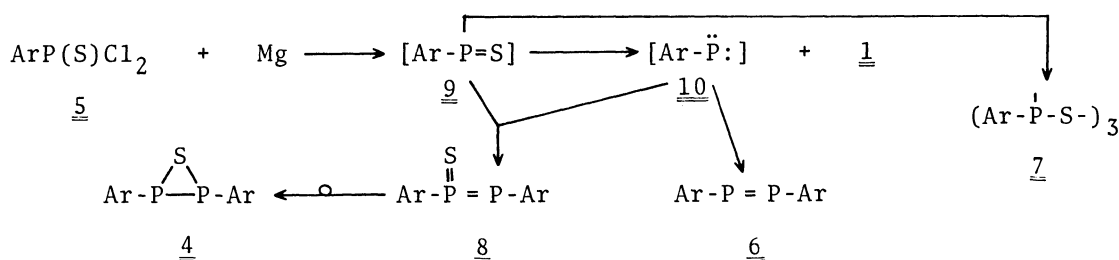 ArP(S)Cl2 + Mg → [Ar-P=S] → [Ar-P̈:] + 1
5 9 10
(Ar-P-S-)3
7
S S
Ar-P—P-Ar ← Ar-P = P-Ar Ar-P = P-Ar
4 8 6